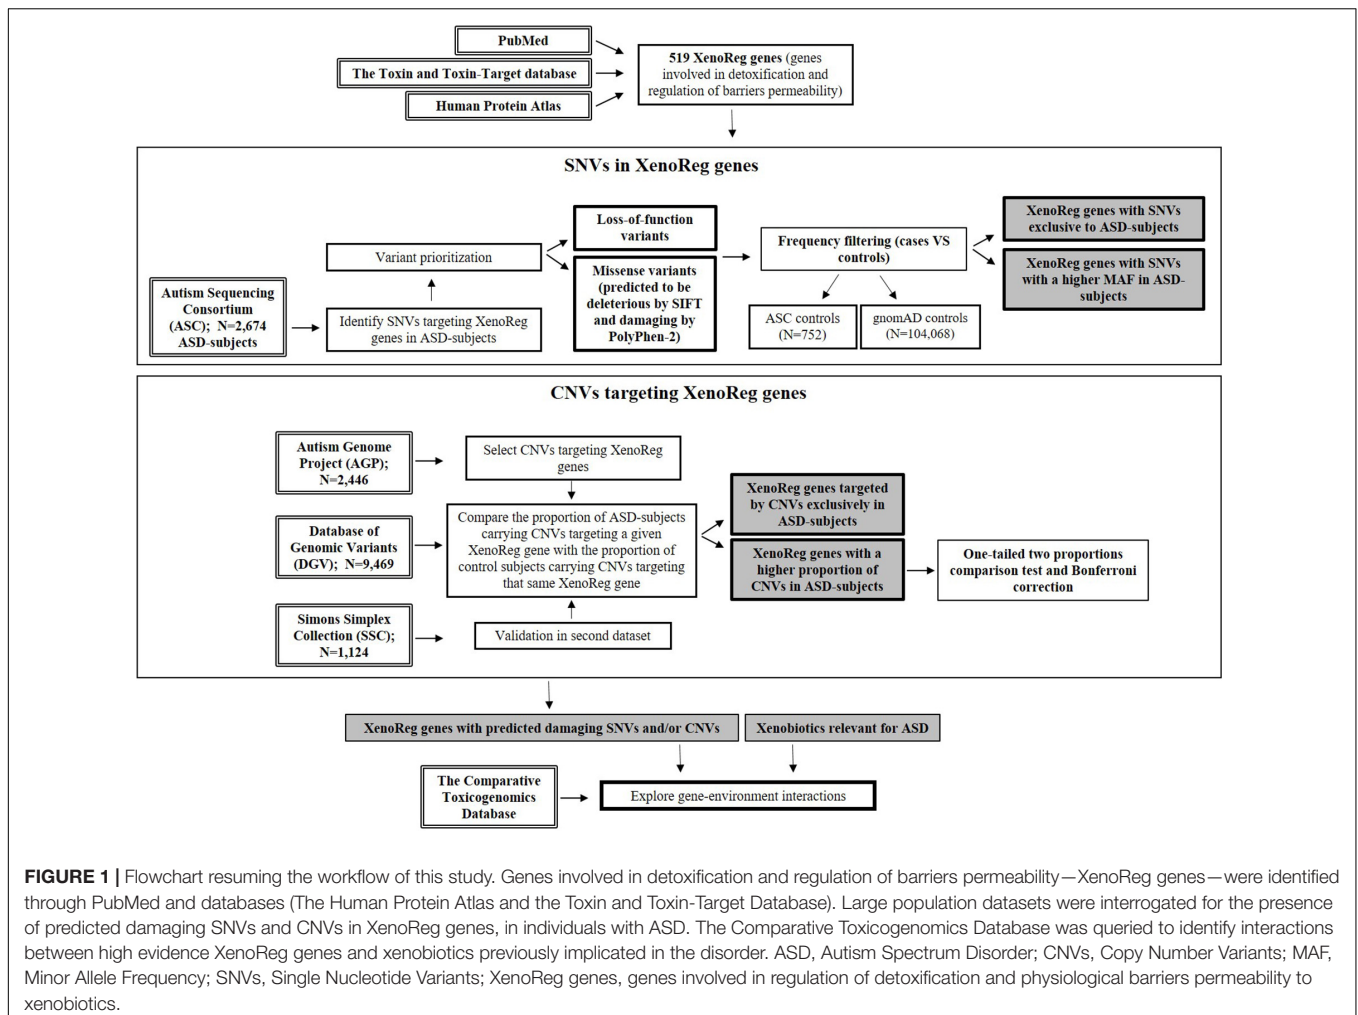 PubMed
The Toxin and Toxin-Target database
Human Protein Atlas
519 XenoReg genes (genes
involved in detoxification and
regulation of barriers permeability)
SNVs in XenoReg genes
Autism Sequencing
Consortium
(ASC); N=2,674
ASD-subjects
Variant prioritization
Identify SNVs targeting XenoReg
genes in ASD-subjects
Loss-of-function
variants
Missense variants
(predicted to be
deleterious by SIFT
and damaging by
PolyPhen-2)
Frequency filtering (cases VS
controls)
ASC controls
(N=752)
gnomAD controls
(N=104,068)
XenoReg genes with SNVs
exclusive to ASD-subjects
XenoReg genes with SNVs
with a higher MAF in ASD-
subjects
CNVs targeting XenoReg genes
Autism Genome
Project (AGP);
N=2,446
Select CNVs targeting XenoReg
genes
Database of
Genomic Variants
(DGV); N=9,469
Compare the proportion of ASD-subjects
carrying CNVs targeting a given
XenoReg gene with the proportion of
control subjects carrying CNVs targeting
that same XenoReg gene
Simons Simplex
Collection (SSC);
N=1,124
Validation in second dataset
XenoReg genes targeted
by CNVs exclusively in
ASD-subjects
XenoReg genes with a
higher proportion of
CNVs in ASD-subjects
One-tailed two proportions
comparison test and Bonferroni
correction
XenoReg genes with predicted damaging SNVs and/or CNVs
Xenobiotics relevant for ASD
The Comparative
Toxicogenomics
Database
Explore gene-environment interactions
FIGURE 1 | Flowchart resuming the workflow of this study. Genes involved in detoxification and regulation of barriers permeability—XenoReg genes—were identified
through PubMed and databases (The Human Protein Atlas and the Toxin and Toxin-Target Database). Large population datasets were interrogated for the presence
of predicted damaging SNVs and CNVs in XenoReg genes, in individuals with ASD. The Comparative Toxicogenomics Database was queried to identify interactions
between high evidence XenoReg genes and xenobiotics previously implicated in the disorder. ASD, Autism Spectrum Disorder; CNVs, Copy Number Variants; MAF,
Minor Allele Frequency; SNVs, Single Nucleotide Variants; XenoReg genes, genes involved in regulation of detoxification and physiological barriers permeability to
xenobiotics.